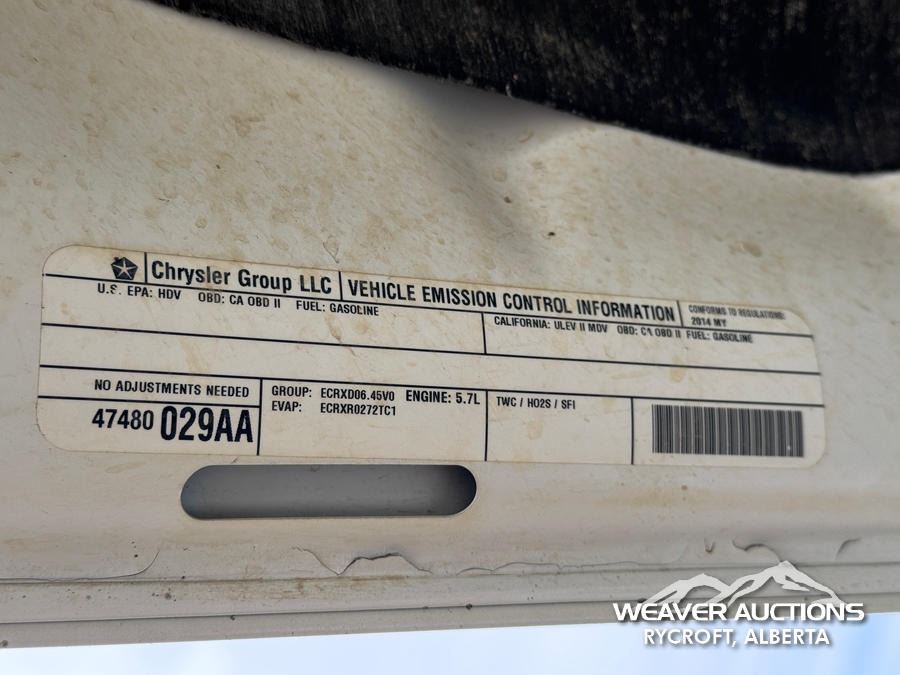 Chrysler Group LLC
VEHICLE EMISSION CONTROL INFORMATION
CONFORMS TO REGULATIONS:
2014 MY
U.S. EPA: HDV OBD: CA OBD II FUEL: GASOLINE
CALIFORNIA: ULEV II MDV OBD: CA OBD II FUEL: GASOLINE
NO ADJUSTMENTS NEEDED
47480 029AA
GROUP: ECRXD06.45V0 ENGINE: 5.7L
EVAP: ECRXR0272TC1
TWC / HO2S / SFI
WEAVER AUCTIONS
RYCROFT, ALBERTA